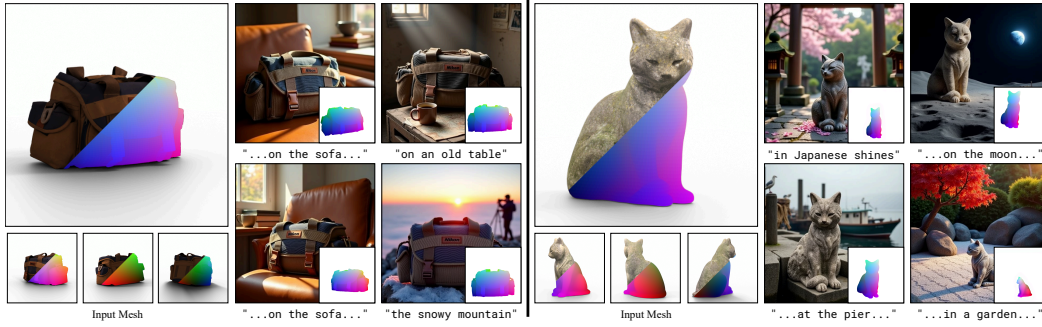 "...on the sofa..."
"on an old table"
"...on the sofa..."
"the snowy mountain"
Input Mesh
"in Japanese shines"
"...on the moon..."
"...at the pier..."
"...in a garden..."
Input Mesh